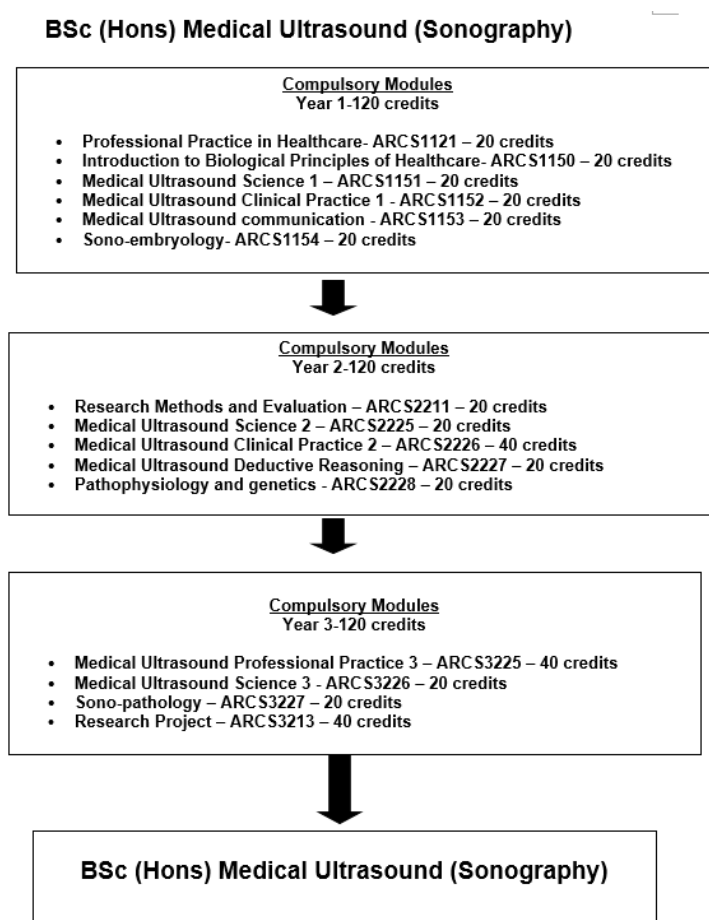 BSc (Hons) Medical Ultrasound (Sonography)
Compulsory Modules
Year 1-120 credits
• Professional Practice in Healthcare- ARCS1121 – 20 credits
• Introduction to Biological Principles of Healthcare- ARCS1150 – 20 credits
• Medical Ultrasound Science 1 – ARCS1151 – 20 credits
• Medical Ultrasound Clinical Practice 1 - ARCS1152 – 20 credits
• Medical Ultrasound communication - ARCS1153 – 20 credits
• Sono-embryology- ARCS1154 – 20 credits
Compulsory Modules
Year 2-120 credits
• Research Methods and Evaluation – ARCS2211 – 20 credits
• Medical Ultrasound Science 2 – ARCS2225 – 20 credits
• Medical Ultrasound Clinical Practice 2 – ARCS2226 – 40 credits
• Medical Ultrasound Deductive Reasoning – ARCS2227 – 20 credits
• Pathophysiology and genetics - ARCS2228 – 20 credits
Compulsory Modules
Year 3-120 credits
• Medical Ultrasound Professional Practice 3 – ARCS3225 – 40 credits
• Medical Ultrasound Science 3 - ARCS3226 – 20 credits
• Sono-pathology – ARCS3227 – 20 credits
• Research Project – ARCS3213 – 40 credits
BSc (Hons) Medical Ultrasound (Sonography)